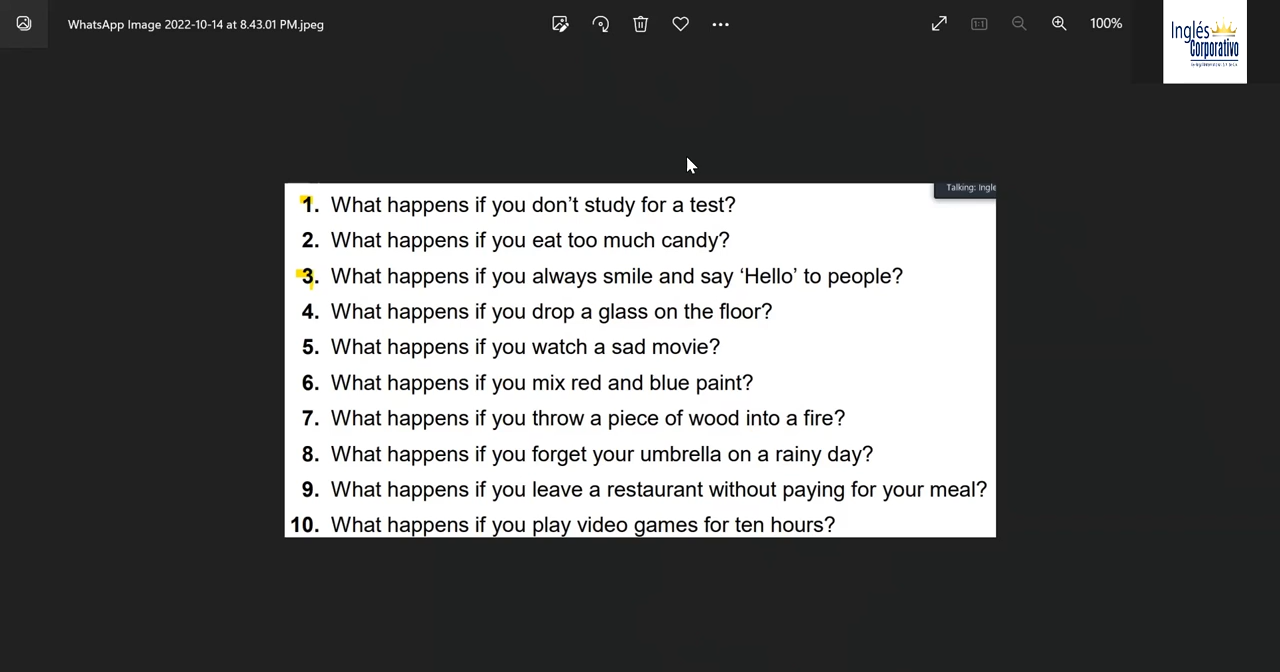 WhatsApp Image 2022-10-14 at 8.43.01 PM.jpeg
100%
Inglés
Corporativo
Talking: Ingle
1. What happens if you don’t study for a test?
2. What happens if you eat too much candy?
3. What happens if you always smile and say ‘Hello’ to people?
4. What happens if you drop a glass on the floor?
5. What happens if you watch a sad movie?
6. What happens if you mix red and blue paint?
7. What happens if you throw a piece of wood into a fire?
8. What happens if you forget your umbrella on a rainy day?
9. What happens if you leave a restaurant without paying for your meal?
10. What happens if you play video games for ten hours?